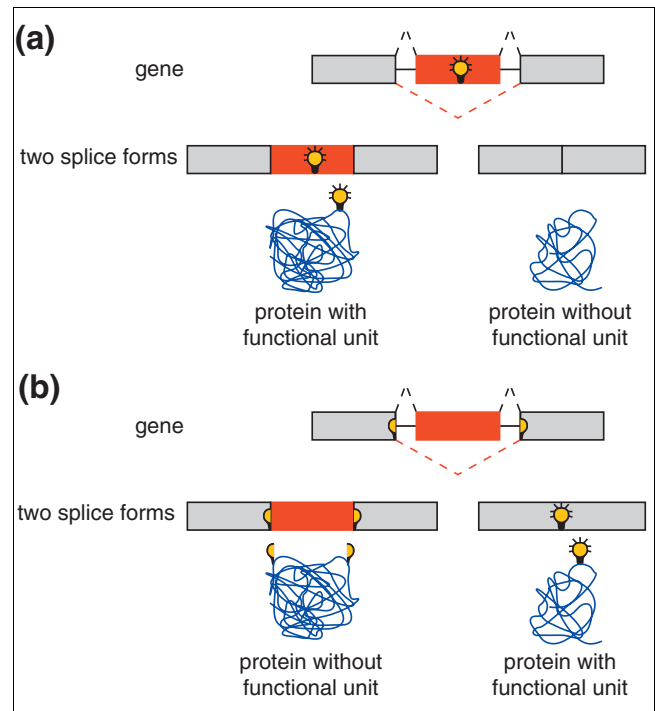 (a)
gene
two splice forms
protein with
functional unit
protein without
functional unit
(b)
gene
two splice forms
protein without
functional unit
protein with
functional unit